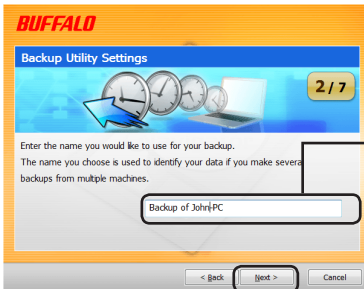 BUFFALO
Backup Utility Settings
2 / 7
Enter the name you would like to use for your backup.
The name you choose is used to identify your data if you make severa
backups from multiple machines.
Backup of John-PC
< Back
Next >
Cancel